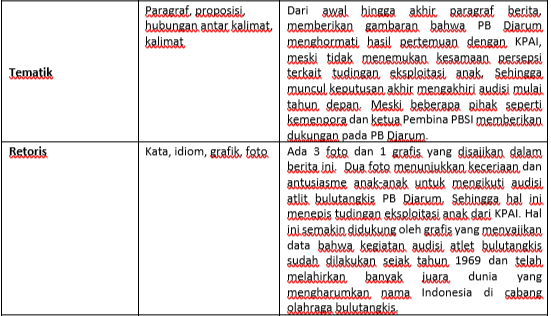 Paragraf, proposisi,
hubungan antar kalimat,
kalimat
Tematik
Dari awal hingga akhir paragraf berita,
memberikan gambaran bahwa PB Djarum
menghormati hasil pertemuan dengan KPAI,
meski tidak menemukan kesamaan persepsi
terkait tudingan eksploitasi anak, Sehingga
muncul keputusan akhir mengakhiri audisi mulai
tahun depan. Meski beberapa pihak seperti
kemenpora dan ketua Pembina PBSI memberikan
dukungan pada PB Djarum.
Retoris
Kata, idiom, grafik, foto
Ada 3 foto dan 1 grafis yang disajikan dalam
berita ini. Dua foto menunjukkan keceriaan dan
antusiasme anak-anak untuk mengikuti audisi
atlit bulutangkis PB Djarum, Sehingga hal ini
menepis tudingan eksploitasi anak dari KPAI. Hal
ini semakin didukung oleh grafis yang menyajikan
data bahwa kegiatan audisi atlet bulutangkis
sudah dilakukan sejak tahun 1969 dan telah
melahirkan banyak juara dunia yang
mengharumkan nama Indonesia di cabang
olahraga bulutangkis.